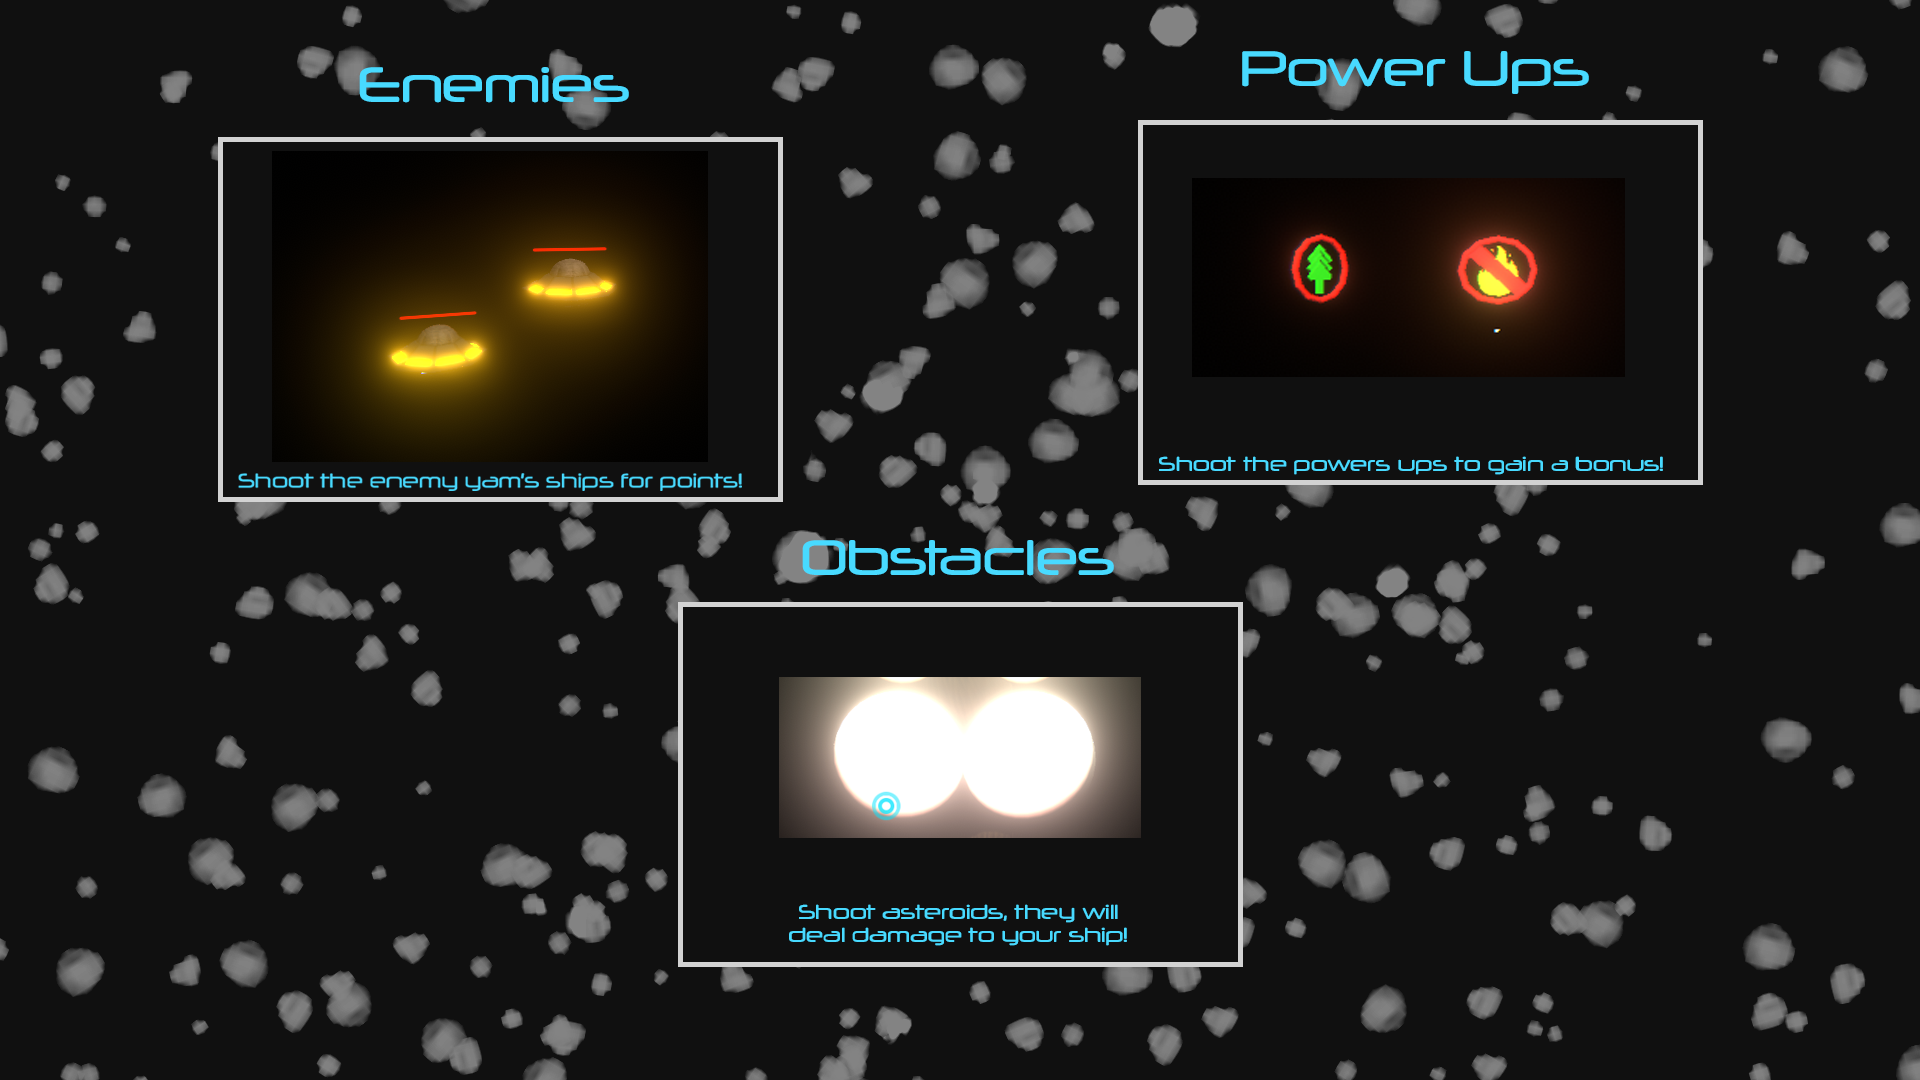 Enemies
Shoot the enemy yam's ships for points!
Power Ups
Shoot the powers ups to gain a bonus!
Obstacles
Shoot asteroids, they will
deal damage to your ship!